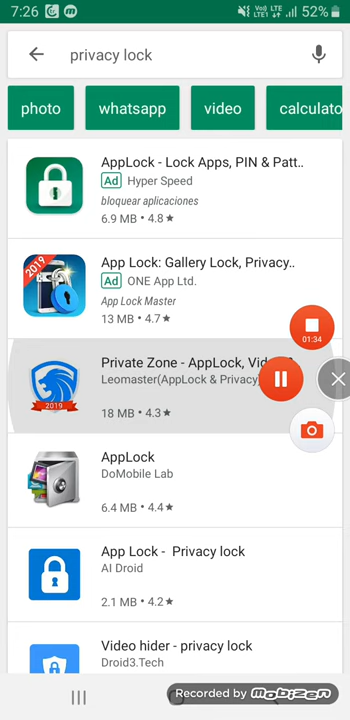 7:26
Vo)) LTE
LTE1
52%
privacy lock
photo
whatsapp
video
calculato
AppLock - Lock Apps, PIN & Patt..
Ad Hyper Speed
bloquear aplicaciones
6.9 MB • 4.8 ★
2019
App Lock: Gallery Lock, Privacy..
Ad ONE App Ltd.
App Lock Master
13 MB • 4.7 ★
01:34
Private Zone - AppLock, Vid
Leomaster(AppLock & Privacy)
2019
18 MB • 4.3 ★
AppLock
DoMobile Lab
6.4 MB • 4.4 ★
App Lock - Privacy lock
AI Droid
2.1 MB • 4.2 ★
Video hider - privacy lock
Droid3.Tech
Recorded by Mobizen